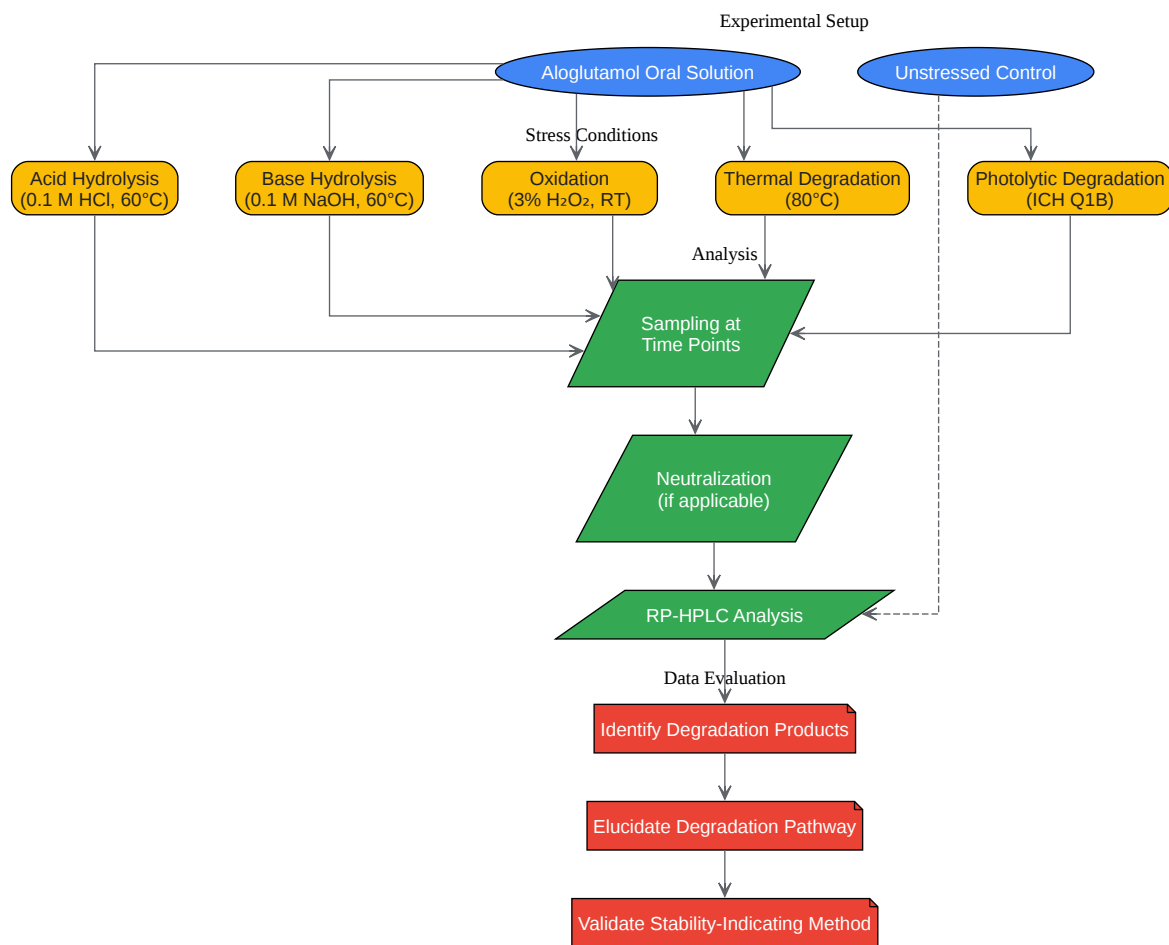 Experimental Setup
Aloglutamol Oral Solution
Unstressed Control
Stress Conditions
Acid Hydrolysis
(0.1 M HCl, 60°C)
Base Hydrolysis
(0.1 M NaOH, 60°C)
Oxidation
(3% H₂O₂, RT)
Thermal Degradation
(80°C)
Photolytic Degradation
(ICH Q1B)
Analysis
Sampling at
Time Points
Neutralization
(if applicable)
RP-HPLC Analysis
Data Evaluation
Identify Degradation Products
Elucidate Degradation Pathway
Validate Stability-Indicating Method